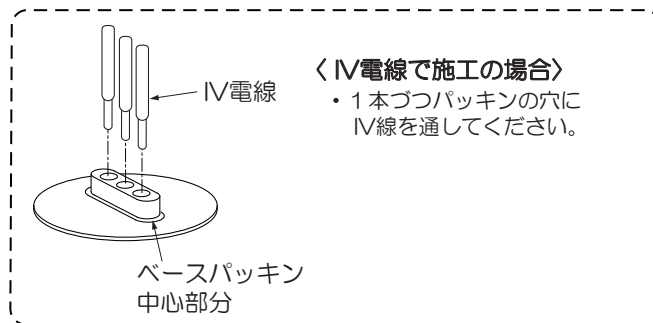 〈 IV電線で施工の場合〉
• 1本づつパッキンの穴に
IV線を通してください。
IV電線
ベースパッキン
中心部分